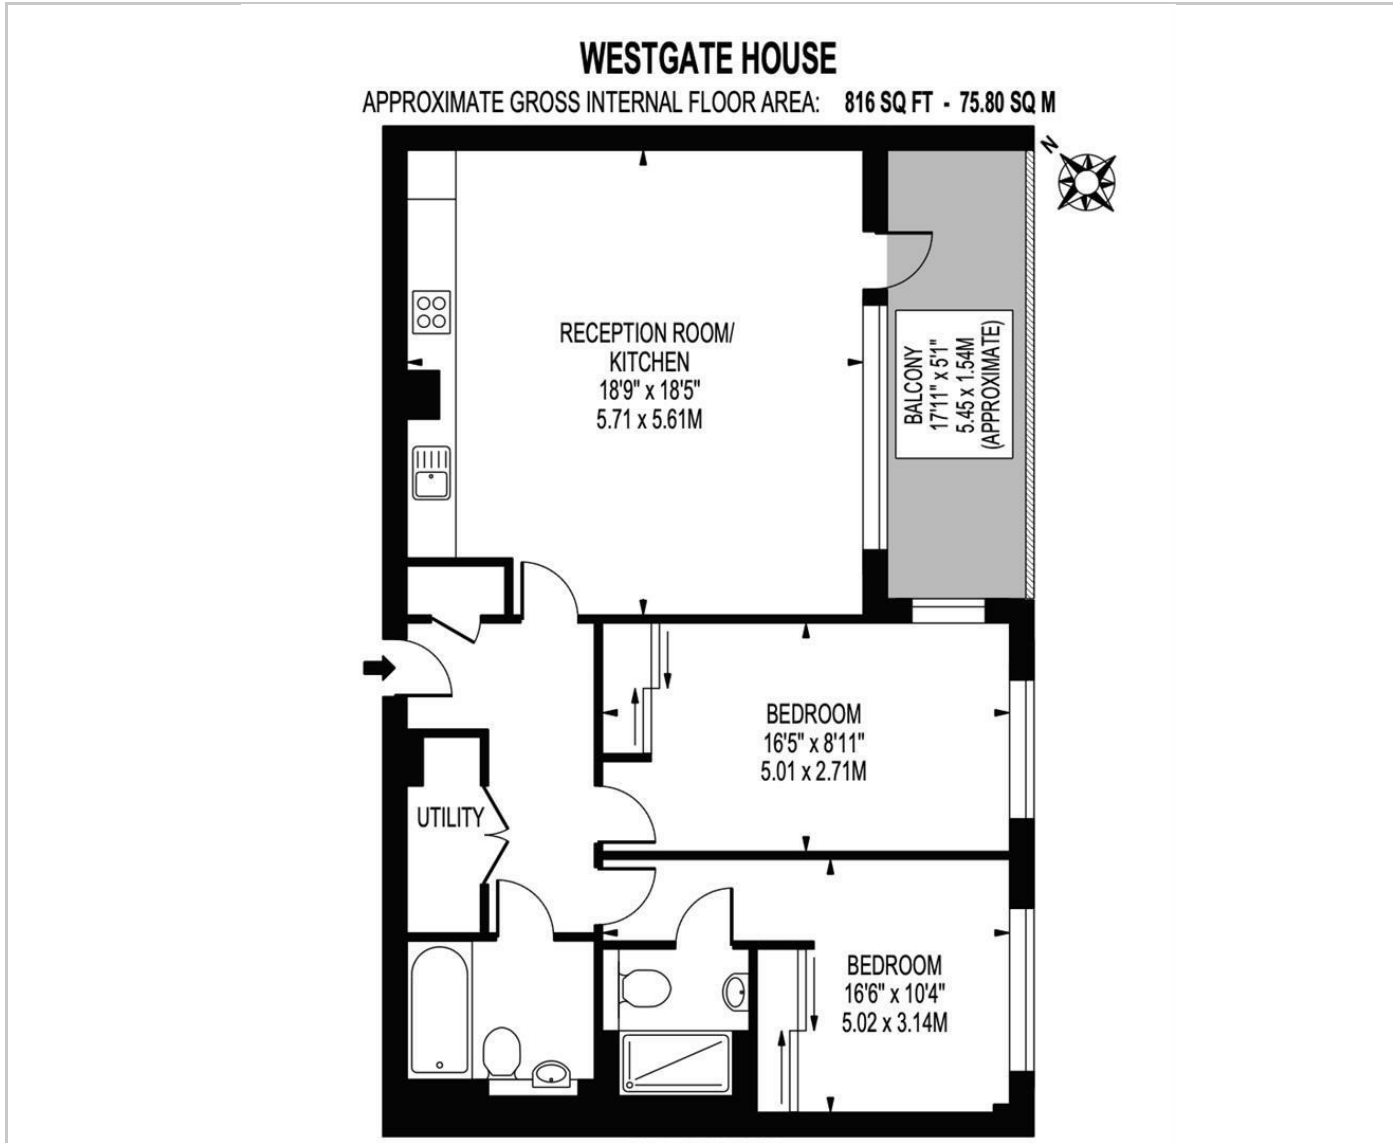 WESTGATE HOUSE
APPROXIMATE GROSS INTERNAL FLOOR AREA: 816 SQ FT - 75.80 SQ M
N
RECEPTION ROOM/
KITCHEN
18'9" x 18'5"
5.71 x 5.61M
BALCONY
17'11" x 5'1"
5.45 x 1.54M
(APPROXIMATE)
BEDROOM
16'5" x 8'11"
5.01 x 2.71M
UTILITY
BEDROOM
16'6" x 10'4"
5.02 x 3.14M